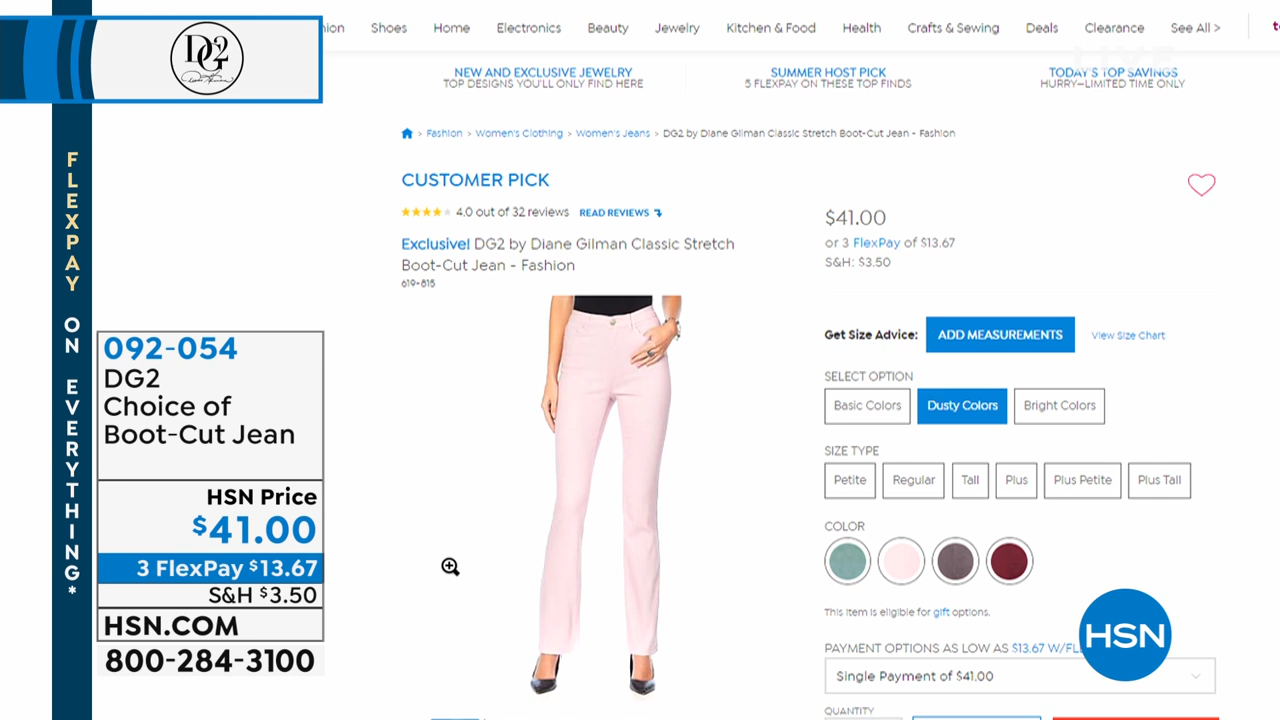 DG2
FLEXPAY ON EVERYTHING*
092-054
DG2
Choice of
Boot-Cut Jean
HSN Price
$41.00
3 FlexPay $13.67
S&H $3.50
HSN.COM
800-284-3100
Shoes Home Electronics Beauty Jewelry Kitchen & Food Health Crafts & Sewing Deals Clearance See All >
LIVE
NEW AND EXCLUSIVE JEWELRY
TOP DESIGNS YOU'LL ONLY FIND HERE
SUMMER HOST PICK
5 FLEXPAY ON THESE TOP FINDS
TODAY'S TOP SAVINGS
HURRY—LIMITED TIME ONLY
> Fashion > Women's Clothing > Women's Jeans > DG2 by Diane Gilman Classic Stretch Boot-Cut Jean - Fashion
CUSTOMER PICK
4.0 out of 32 reviews READ REVIEWS
Exclusive! DG2 by Diane Gilman Classic Stretch
Boot-Cut Jean - Fashion
619-815
$41.00
or 3 FlexPay of $13.67
S&H: $3.50
Get Size Advice: ADD MEASUREMENTS View Size Chart
SELECT OPTION
Basic Colors Dusty Colors Bright Colors
SIZE TYPE
Petite Regular Tall Plus Plus Petite Plus Tall
COLOR
This item is eligible for gift options.
PAYMENT OPTIONS AS LOW AS $13.67 W/FL
Single Payment of $41.00
QUANTITY
HSN